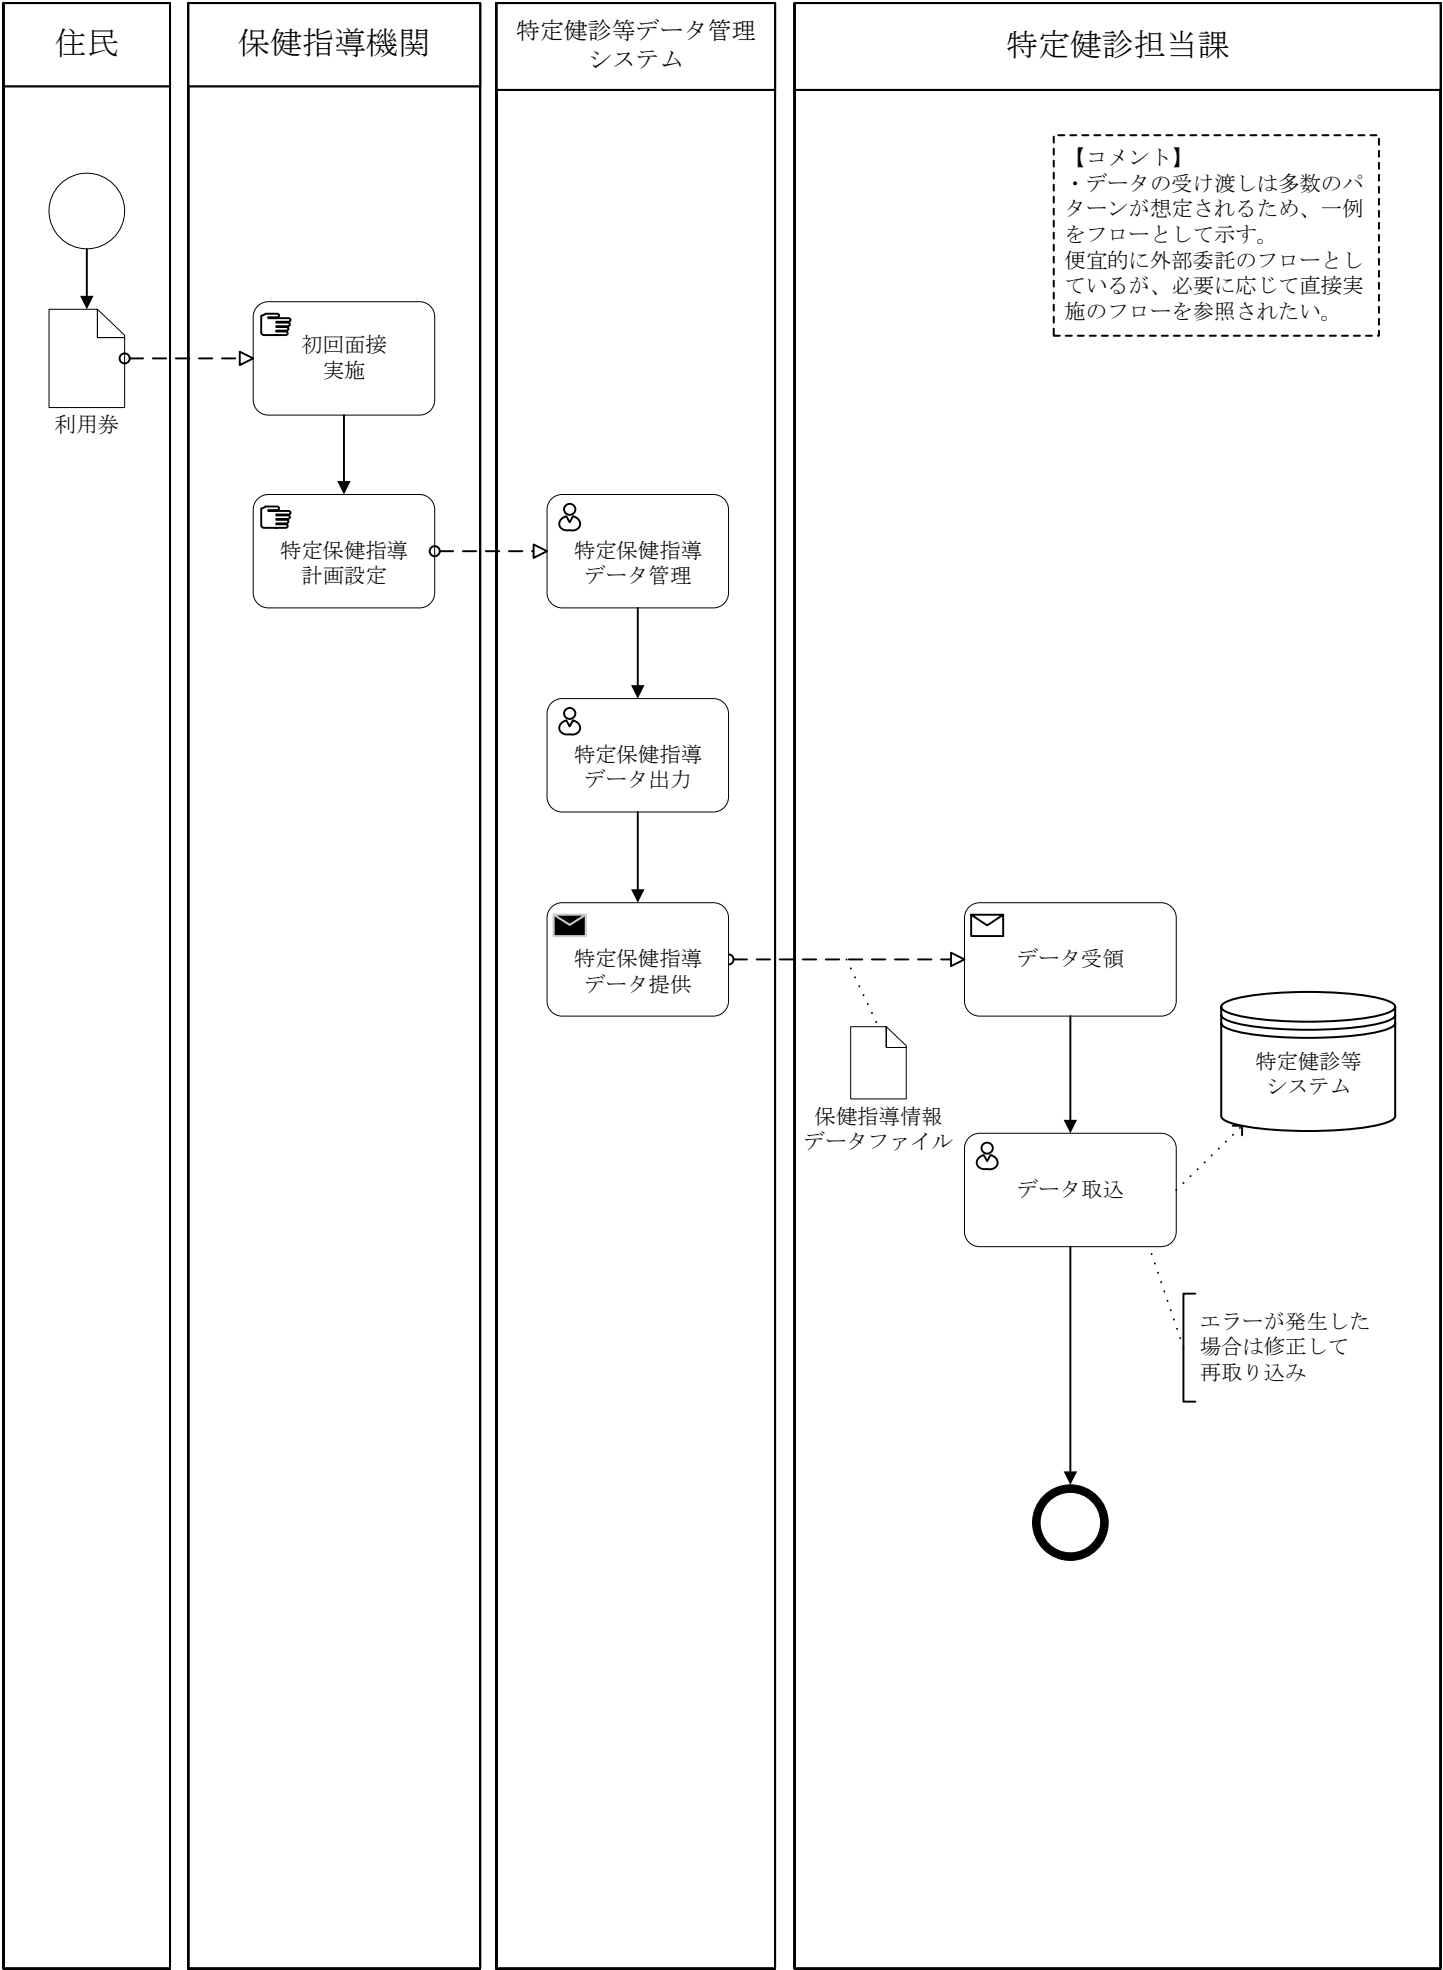 住民
保健指導機関
特定健診等データ管理
システム
特定健診担当課
【コメント】
・データの受け渡しは多数のパ
ターンが想定されるため、一例
をフローとして示す。
便宜的に外部委託のフローとし
ているが、必要に応じて直接実
施のフローを参照されたい。
利用券
初回面接
実施
特定保健指導
計画設定
特定保健指導
データ管理
特定保健指導
データ出力
特定保健指導
データ提供
データ受領
保健指導情報
データファイル
特定健診等
システム
データ取込
エラーが発生した
場合は修正して
再取り込み